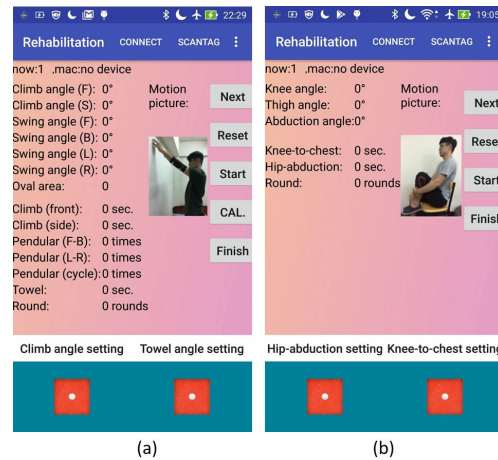 22:29
Rehabilitation CONNECT SCANTAG
now:1 .mac:no device
Climb angle (F): 0°
Climb angle (S): 0°
Swing angle (F): 0°
Swing angle (B): 0°
Swing angle (L): 0°
Swing angle (R): 0°
Oval area: 0
Motion
picture:
Next
Reset
Start
CAL.
Finish
Climb (front): 0 sec.
Climb (side): 0 sec.
Pendular (F-B): 0 times
Pendular (L-R): 0 times
Pendular (cycle):0 times
Towel: 0 sec.
Round: 0 rounds
Climb angle setting Towel angle setting
(a)
19:05
Rehabilitation CONNECT SCANTAG
now:1 .mac:no device
Knee angle: 0°
Thigh angle: 0°
Abduction angle:0°
Motion
picture:
Next
Rese
Start
Finish
Knee-to-chest: 0 sec.
Hip-abduction: 0 sec.
Round: 0 rounds
Hip-abduction setting Knee-to-chest setting
(b)